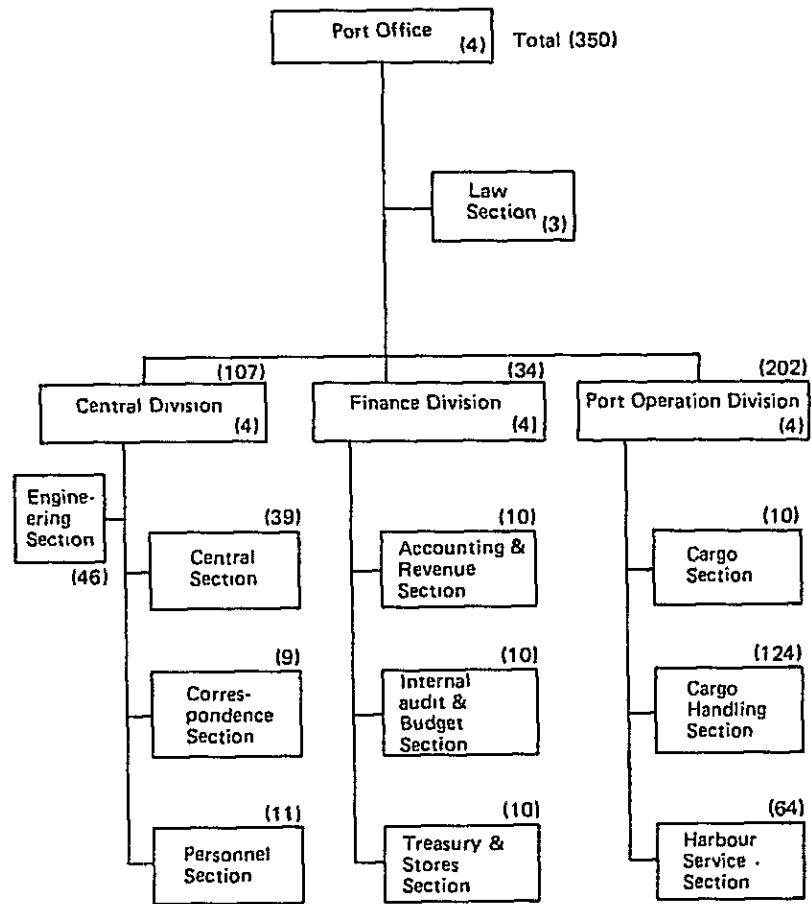 Port Office
(4)
Total (350)
Law
Section
(3)
(107)
Central Division
(4)
(34)
Finance Division
(4)
(202)
Port Operation Division
(4)
Engine-
ering
Section
(46)
(39)
Central
Section
(10)
Accounting &
Revenue
Section
(10)
Cargo
Section
(9)
Corres-
pondence
Section
(10)
Internal
audit &
Budget
Section
(124)
Cargo
Handling
Section
(11)
Personnel
Section
(10)
Treasury &
Stores
Section
(64)
Harbour
Service .
Section